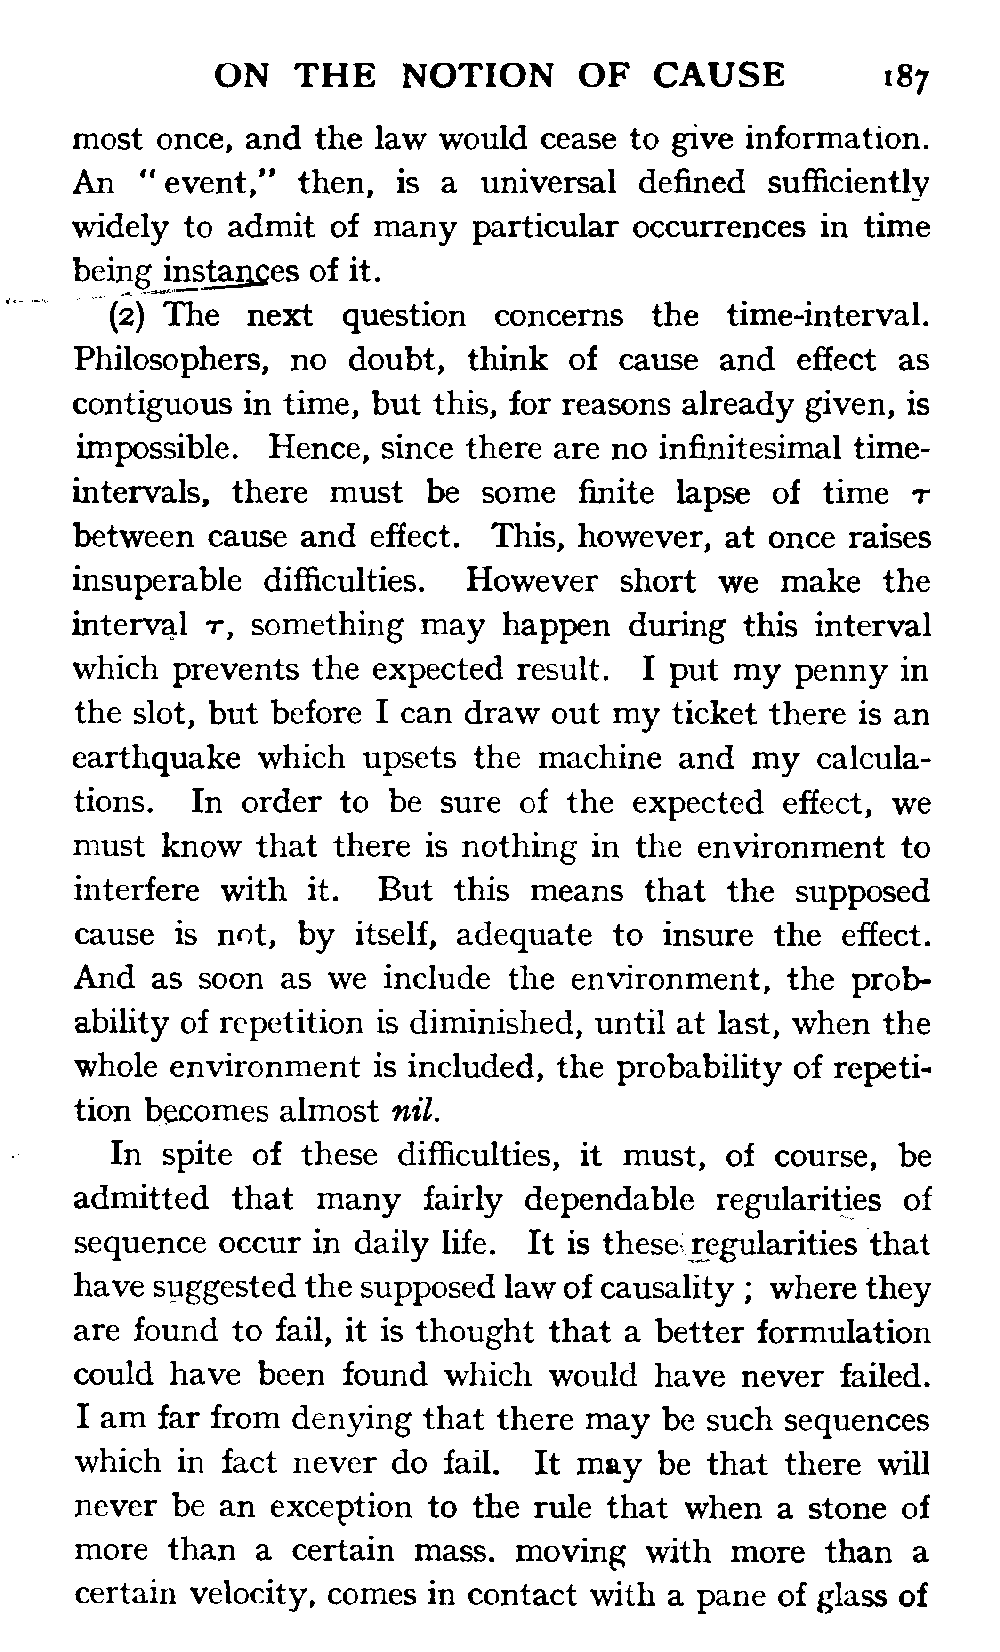 ON THE NOTION OF CAUSE 187
most once, and the law would cease to give information.
An "event," then, is a universal defined sufficiently
widely to admit of many particular occurrences in time
being instances of it.
(2) The next question concerns the time-interval.
Philosophers, no doubt, think of cause and effect as
contiguous in time, but this, for reasons already given, is
impossible. Hence, since there are no infinitesimal time-
intervals, there must be some finite lapse of time τ
between cause and effect. This, however, at once raises
insuperable difficulties. However short we make the
interval τ, something may happen during this interval
which prevents the expected result. I put my penny in
the slot, but before I can draw out my ticket there is an
earthquake which upsets the machine and my calcula-
tions. In order to be sure of the expected effect, we
must know that there is nothing in the environment to
interfere with it. But this means that the supposed
cause is not, by itself, adequate to insure the effect.
And as soon as we include the environment, the prob-
ability of repetition is diminished, until at last, when the
whole environment is included, the probability of repeti-
tion becomes almost nil.
In spite of these difficulties, it must, of course, be
admitted that many fairly dependable regularities of
sequence occur in daily life. It is these regularities that
have suggested the supposed law of causality ; where they
are found to fail, it is thought that a better formulation
could have been found which would have never failed.
I am far from denying that there may be such sequences
which in fact never do fail. It may be that there will
never be an exception to the rule that when a stone of
more than a certain mass. moving with more than a
certain velocity, comes in contact with a pane of glass of